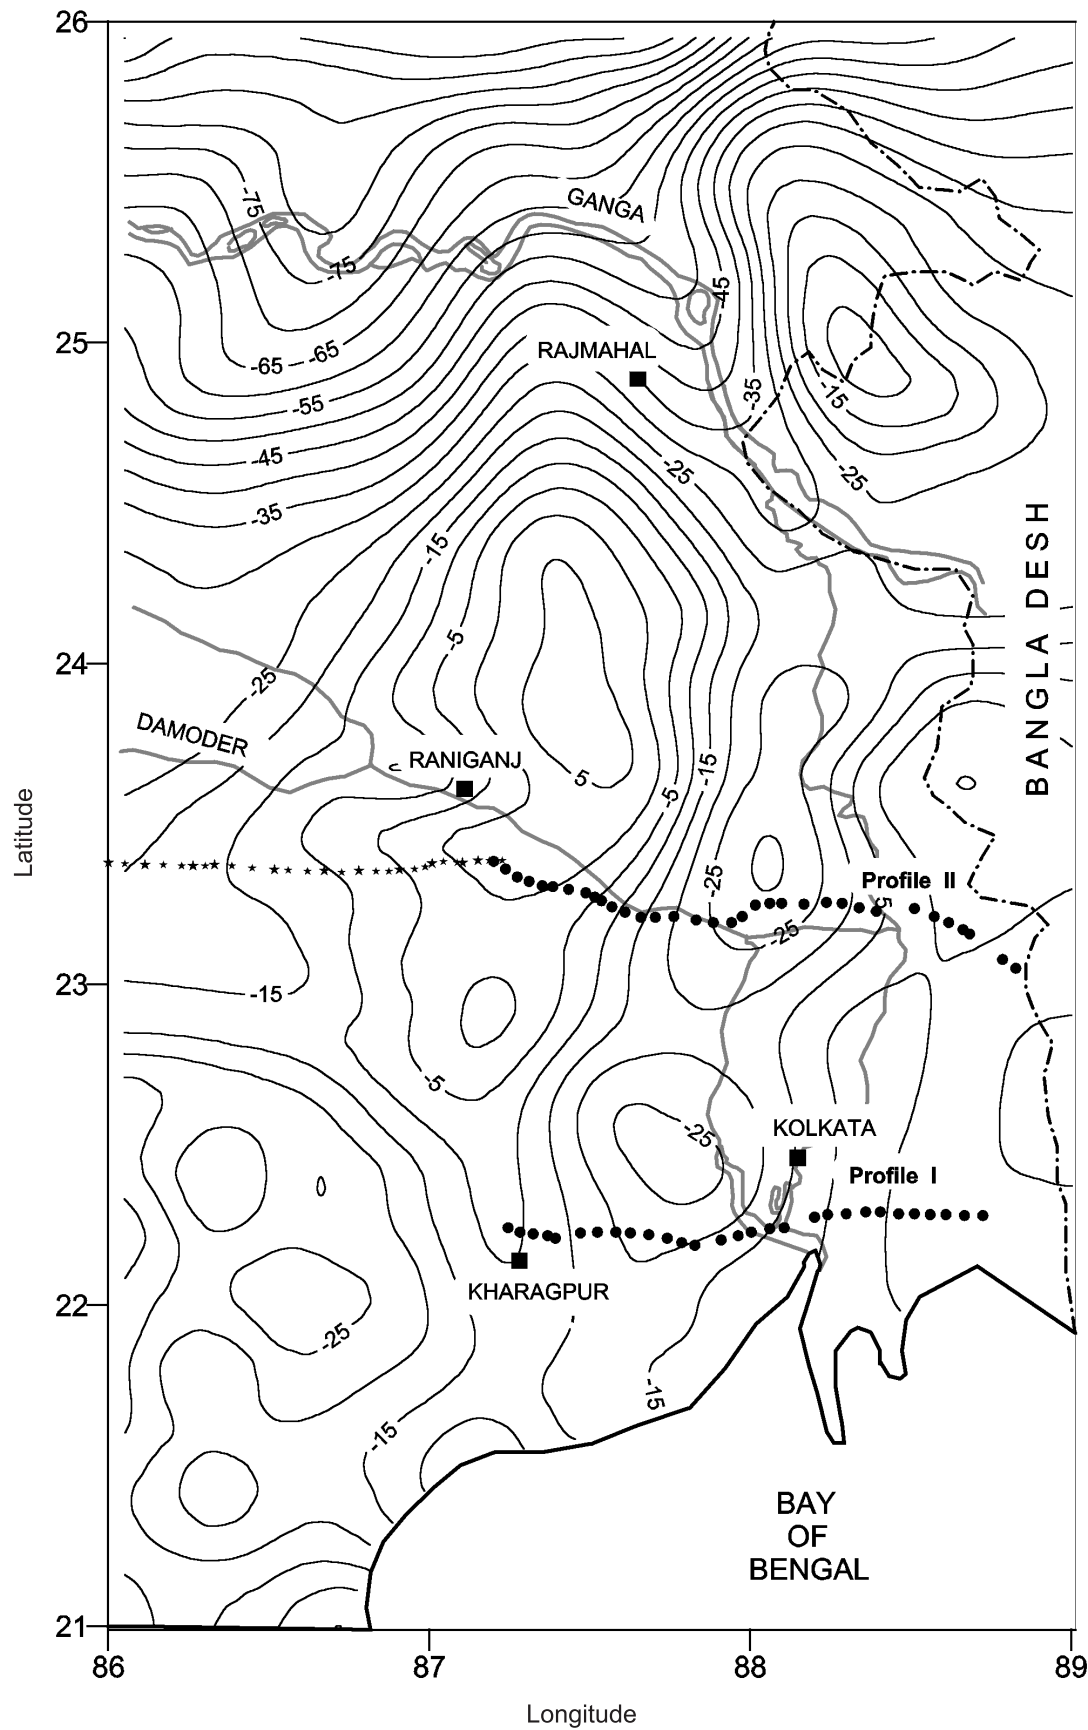 26
-75
GANGA
-75
-45
25
RAJMAHAL
-65
-65
-35
-15
-55
-45
-25
-25
-35
-15
BANGLA DESH
-5
24
-25
DAMODER
RANIGANJ
5
-15
-5
Latitude
-25
Profile II
5
-25
23
-15
-5
-25
KOLKATA
Profile I
KHARAGPUR
22
-25
-15
-15
BAY
OF
BENGAL
21
86
87
88
89
Longitude